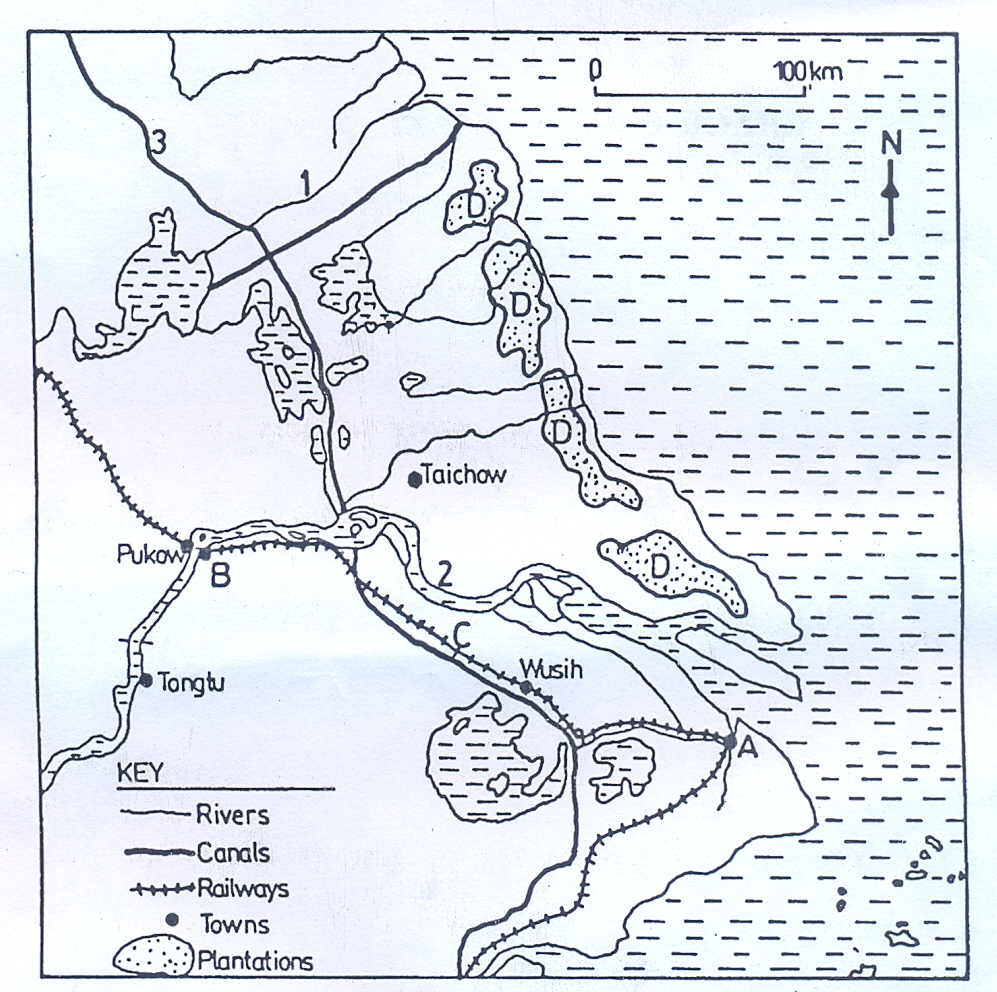 0 100km
N
3
1
D
D
D
Taichow
Pukow
B
2
D
C
Wusih
Tongtu
A
KEY
Rivers
Canals
Railways
Towns
Plantations